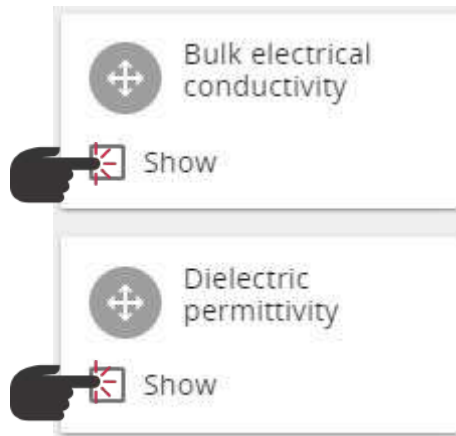 Bulk electrical
conductivity
Show
Dielectric
permittivity
Show